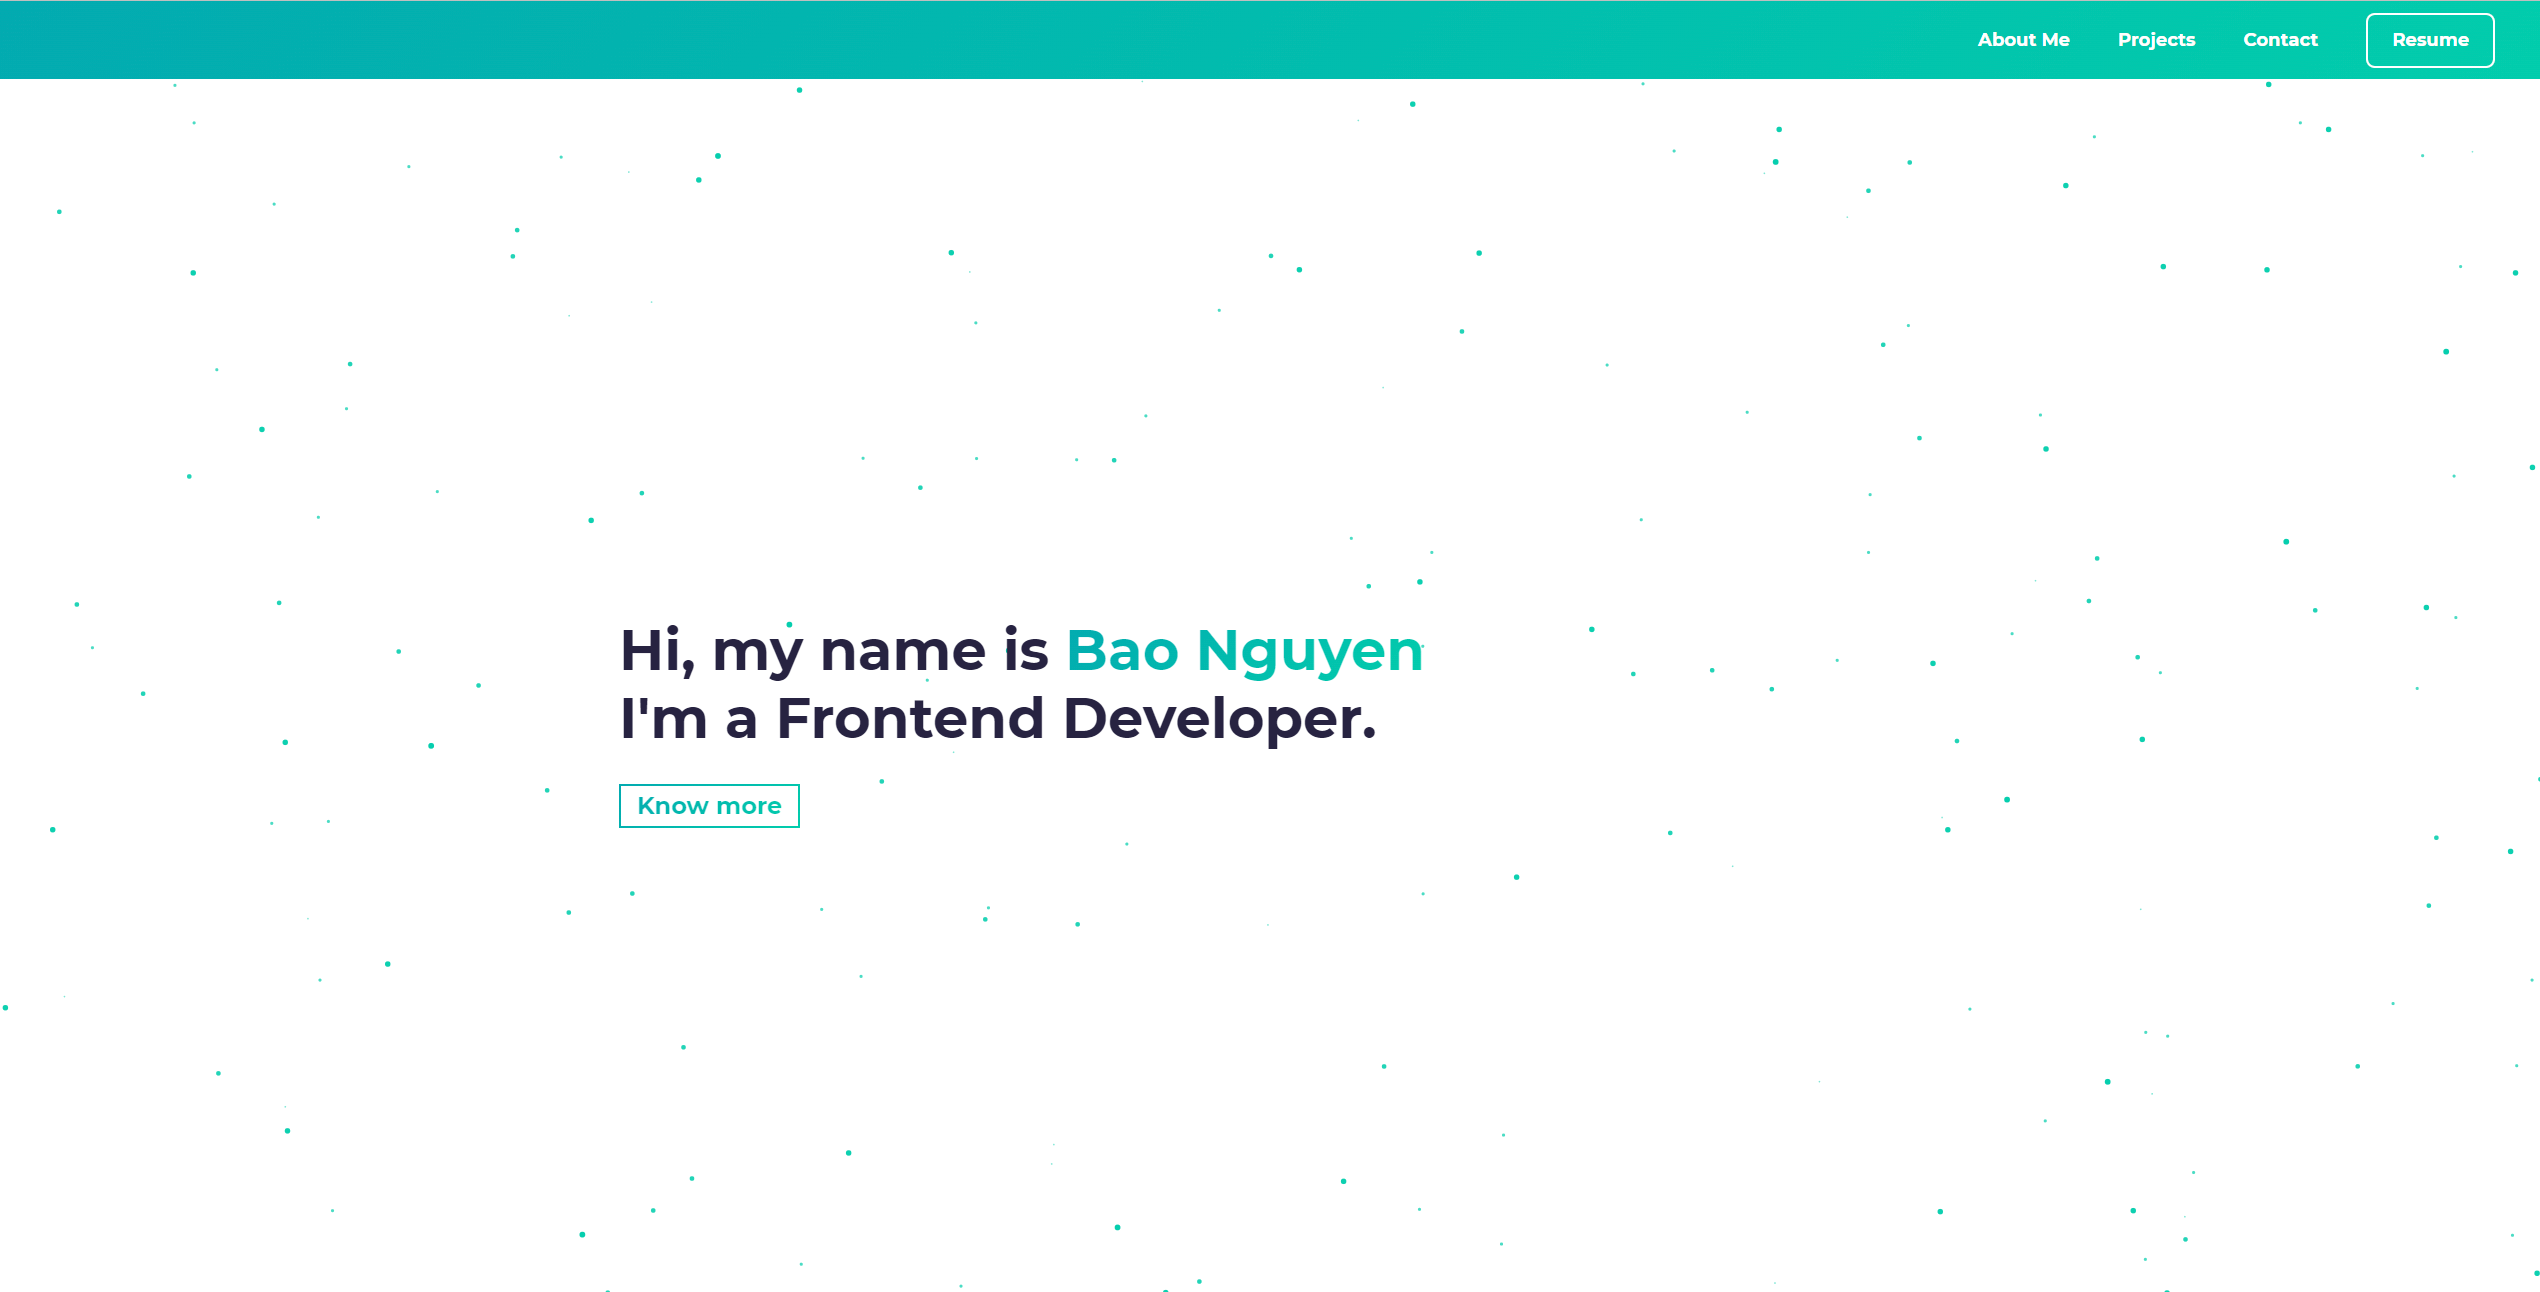 About Me Projects Contact Resume
Hi, my name is Bao Nguyen
I'm a Frontend Developer.
Know more